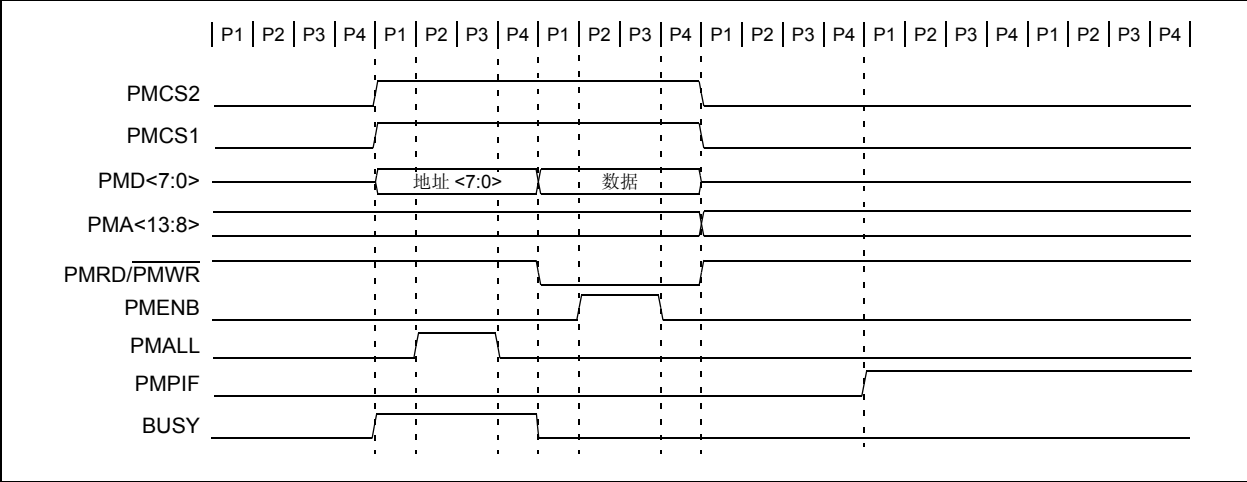 P1 P2 P3 P4 P1 P2 P3 P4 P1 P2 P3 P4 P1 P2 P3 P4 P1 P2 P3 P4 P1 P2 P3 P4
PMCS2
PMCS1
PMD<7:0> 地址 <7:0> 数据
PMA<13:8>
PMRD/PMWR
PMENB
PMALL
PMPIF
BUSY